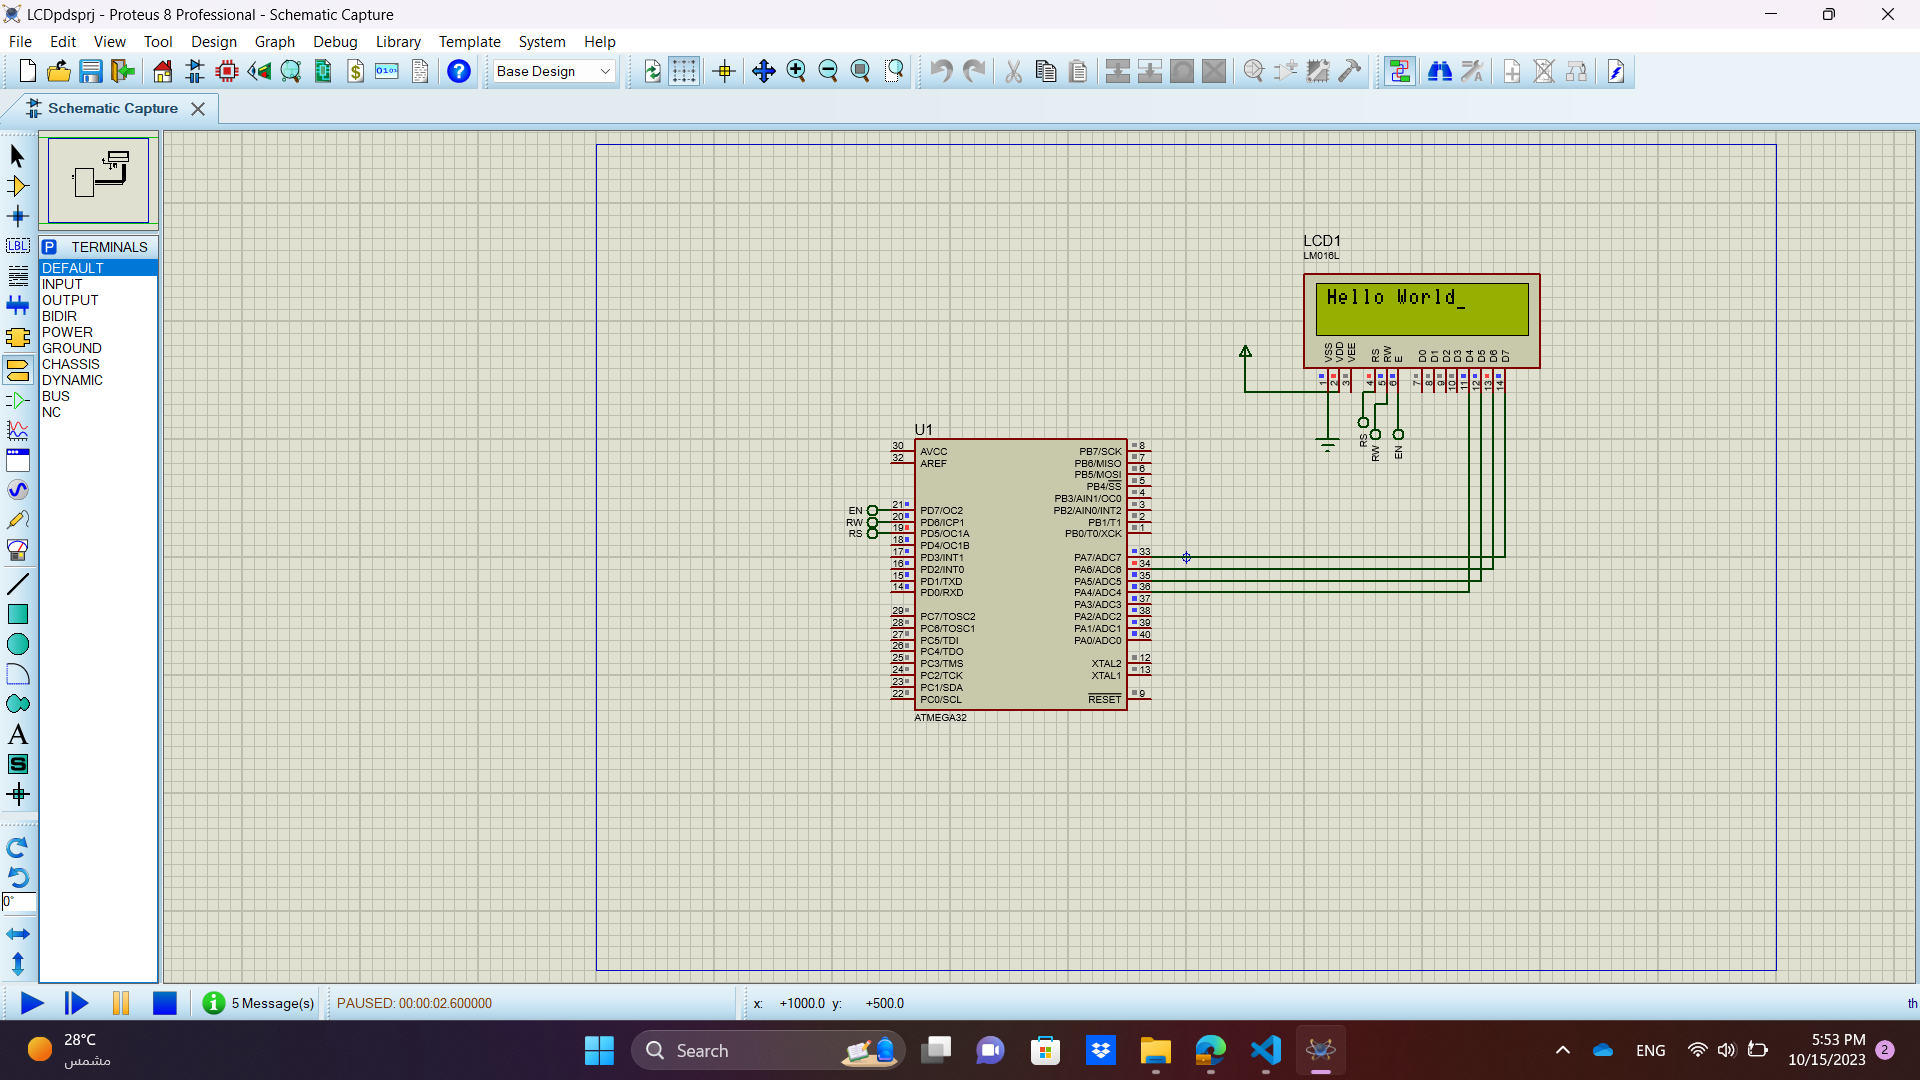 LCDpdsprj - Proteus 8 Professional - Schematic Capture
File Edit View Tool Design Graph Debug Library Template System Help
Base Design
Schematic Capture
LBL
P TERMINALS
DEFAULT
INPUT
OUTPUT
BIDIR
POWER
GROUND
CHASSIS
DYNAMIC
BUS
NC
A
S
0°
LCD1
LM016L
Hello World_
VSS VDD VEE RS RW E D0 D1 D2 D3 D4 D5 D6 D7
1 2 3 4 5 6 7 8 9 10 11 12 13 14
RS RW EN
U1
30 AVCC PB7/SCK 8
32 AREF PB6/MISO 7
PB5/MOSI 6
PB4/SS 5
PB3/AIN1/OC0 4
EN 21 PD7/OC2 PB2/AIN0/INT2 3
RW 20 PD6/ICP1 PB1/T1 2
RS 19 PD5/OC1A PB0/T0/XCK 1
18 PD4/OC1B
17 PD3/INT1 PA7/ADC7 33
16 PD2/INT0 PA6/ADC6 34
15 PD1/TXD PA5/ADC5 35
14 PD0/RXD PA4/ADC4 36
PA3/ADC3 37
29 PC7/TOSC2 PA2/ADC2 38
28 PC6/TOSC1 PA1/ADC1 39
27 PC5/TDI PA0/ADC0 40
26 PC4/TDO
25 PC3/TMS XTAL2 12
24 PC2/TCK XTAL1 13
23 PC1/SDA
22 PC0/SCL RESET 9
ATMEGA32
5 Message(s) PAUSED: 00:00:02.600000 x: +1000.0 y: +500.0 th
28°C
مشمس
Search
ENG
5:53 PM
10/15/2023
2